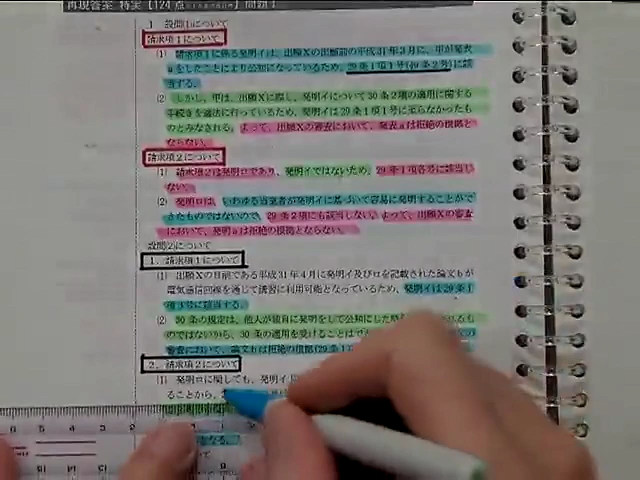 再現答案 特実【124点
問題Ⅰ
1 設問(1)について
請求項1について
(1) 請求項1に係る発明イは、出願Xの出願前の平成31年3月に、甲が発表
aをしたことにより公知になっているため、29条1項1号(29条2号)に該
当する。
(2) しかし、甲は、出願Xに際し、発明イについて30条2項の適用に関する
手続きを適法に行っているため、発明イは29条1項1号に至らなかったも
のとみなされる。よって、出願Xの審査において、発表aは拒絶の根拠と
ならない。
請求項2について
(1) 請求項2は発明ロであり、発明イではないため、29条1項各号に該当し
ない。
(2) 発明ロは、いわゆる当業者が発明イに基づいて容易に発明することがで
きたものではないので、29条2項にも該当しない。よって、出願Xの審査
において、発明aは拒絶の根拠とならない。
設問(2)について
1. 請求項1について
(1) 出願Xの日前である平成31年4月に発明イ及びロを記載された論文bが
電気通信回線を通じて講習に利用可能となっているため、発明イは29条1
項3号に該当する。
(2) 30条の規定は、他人が独自に発明をして公知にした
ものではないから、30条の適用を受けることは
審査において、論文bは拒絶の根拠(29条1
2. 請求項2について
(1) 発明ロに関しても、発明イ
ることから、
となる。
いて